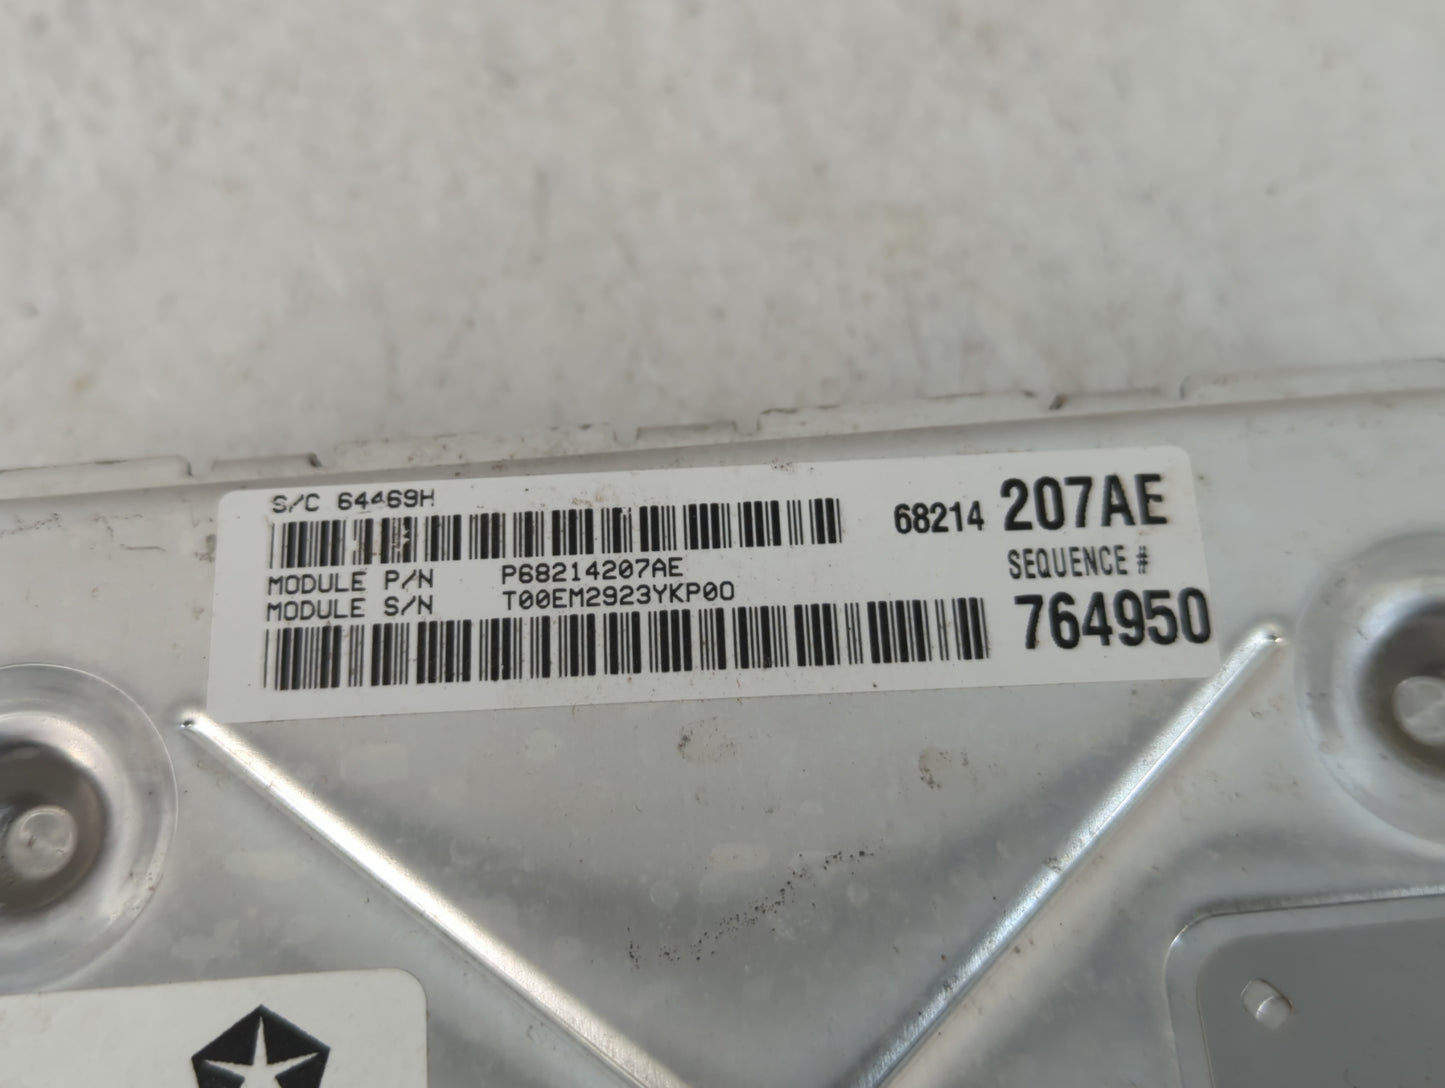 S/C 64469H
68214 207AE
MODULE P/N P68214207AE
MODULE S/N T00EM2923YKP00
SEQUENCE #
764950